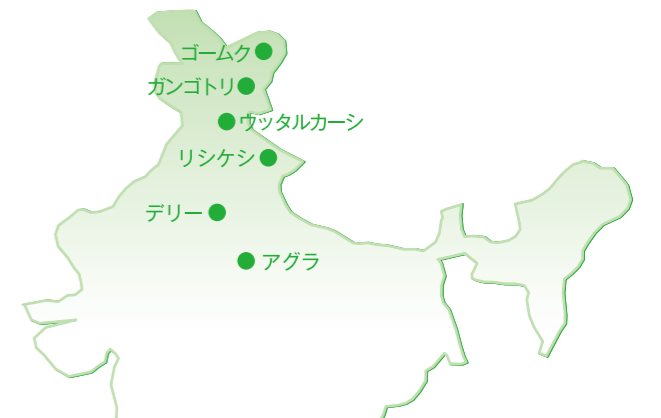 ゴームク
ガンゴトリ
ウッタルカーシ
リシケシ
デリー
アグラ